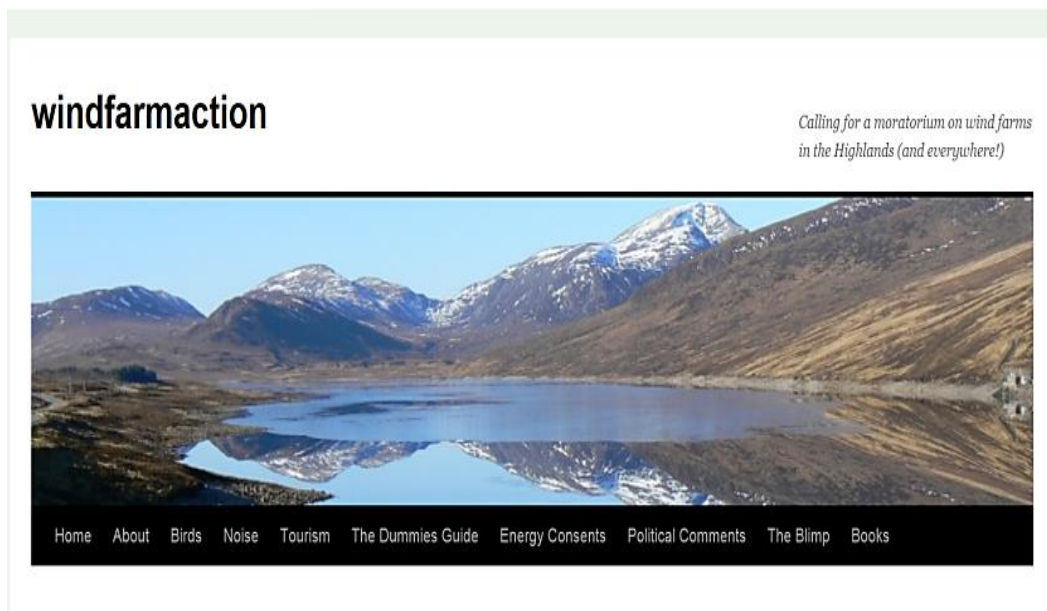 windfarmaction
Calling for a moratorium on wind farms
in the Highlands (and everywhere!)
Home About Birds Noise Tourism The Dummies Guide Energy Consents Political Comments The Blimp Books